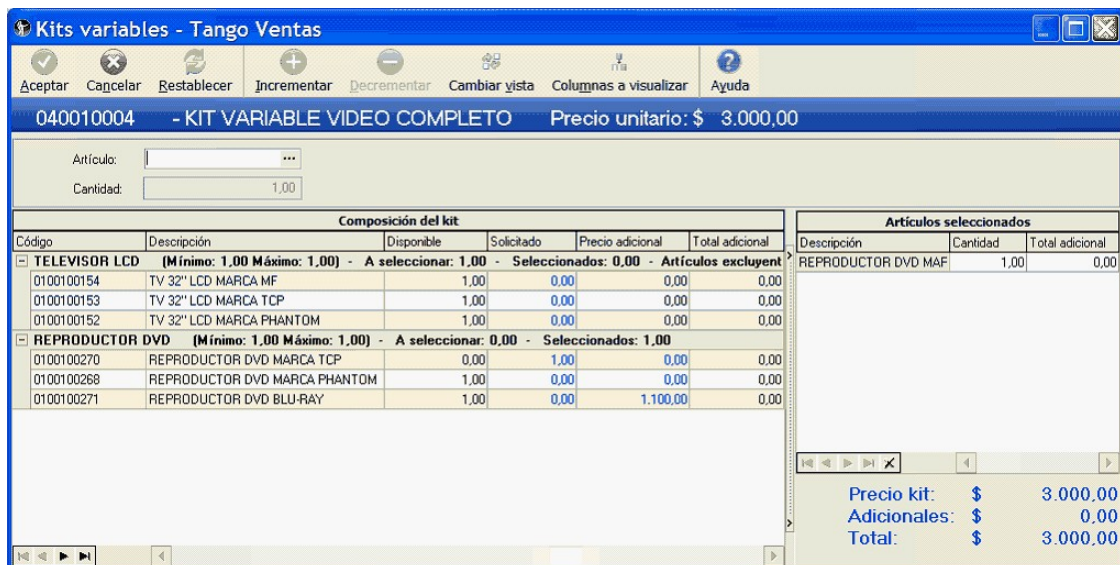 Kits variables - Tango Ventas
Aceptar Cancelar Restablecer Incrementar Decrementar Cambiar vista Columnas a visualizar Ayuda
040010004 - KIT VARIABLE VIDEO COMPLETO Precio unitario: $ 3.000,00
Artículo: ...
Cantidad: 1,00
Composición del kit
Código Descripción Disponible Solicitado Precio adicional Total adicional
TELEVISOR LCD (Mínimo: 1,00 Máximo: 1,00) - A seleccionar: 1,00 - Seleccionados: 0,00 - Artículos excluyent
0100100154 TV 32" LCD MARCA MF 1,00 0,00 0,00 0,00
0100100153 TV 32" LCD MARCA TCP 1,00 0,00 0,00 0,00
0100100152 TV 32" LCD MARCA PHANTOM 1,00 0,00 0,00 0,00
REPRODUCTOR DVD (Mínimo: 1,00 Máximo: 1,00) - A seleccionar: 0,00 - Seleccionados: 1,00
0100100270 REPRODUCTOR DVD MARCA TCP 0,00 1,00 0,00 0,00
0100100268 REPRODUCTOR DVD MARCA PHANTOM 1,00 0,00 0,00 0,00
0100100271 REPRODUCTOR DVD BLU-RAY 1,00 0,00 1.100,00 0,00
Artículos seleccionados
Descripción Cantidad Total adicional
REPRODUCTOR DVD MAF 1,00 0,00
Precio kit: $ 3.000,00
Adicionales: $ 0,00
Total: $ 3.000,00